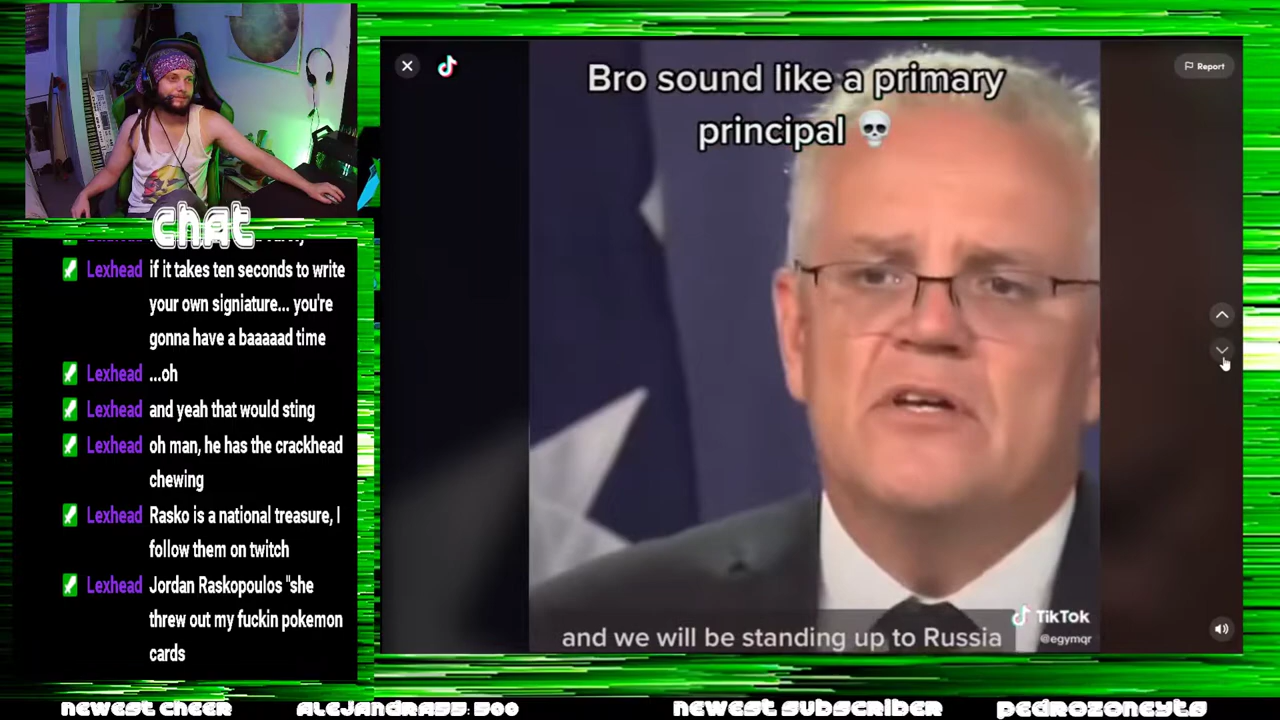 chat
Lexhead if it takes ten seconds to write
your own signiature... you're
gonna have a baaaaad time
Lexhead ...oh
Lexhead and yeah that would sting
Lexhead oh man, he has the crackhead
chewing
Lexhead Rasko is a national treasure, I
follow them on twitch
Lexhead Jordan Raskopoulos "she
threw out my fuckin pokemon
cards
Report
Bro sound like a primary
principal 💀
and we will be standing up to Russia
TikTok
@egymqr
newest cheer
alejandra55: 500
newest subscriber
pedrozoneyts